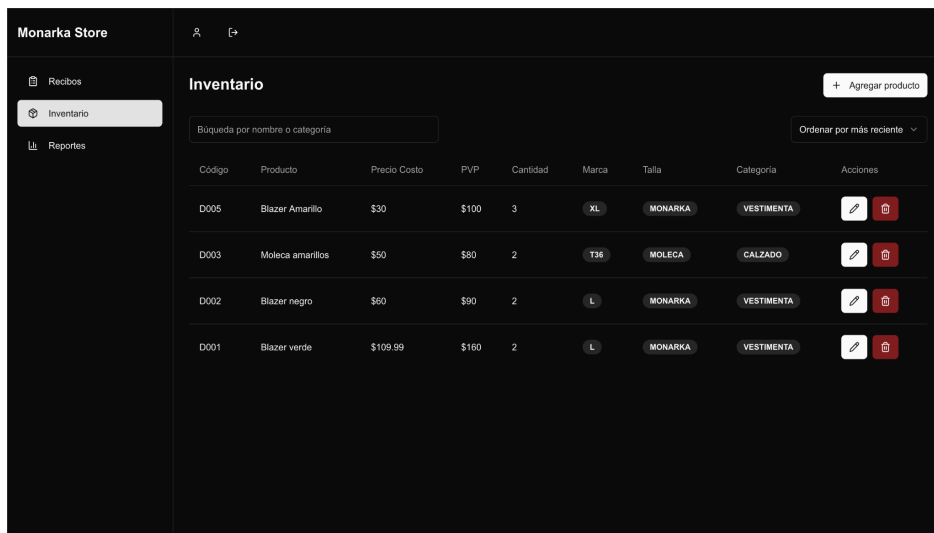 Monarka Store
Recibos
Inventario
Reportes
Inventario
+ Agregar producto
Búqueda por nombre o categoría
Ordenar por más reciente
Código Producto Precio Costo PVP Cantidad Marca Talla Categoría Acciones
D005 Blazer Amarillo $30 $100 3 XL MONARKA VESTIMENTA
D003 Moleca amarillos $50 $80 2 T36 MOLECA CALZADO
D002 Blazer negro $60 $90 2 L MONARKA VESTIMENTA
D001 Blazer verde $109.99 $160 2 L MONARKA VESTIMENTA